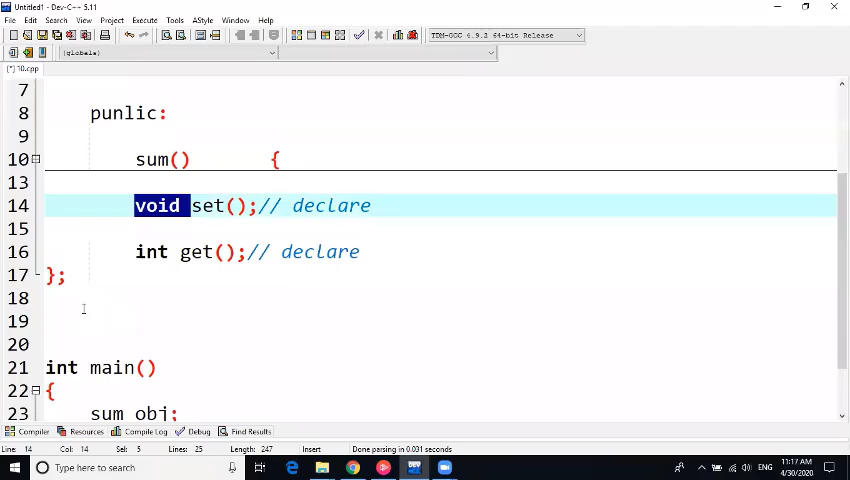 Untitled1 - Dev-C++ 5.11
File Edit Search View Project Execute Tools AStyle Window Help
TDM-GCC 4.9.2 64-bit Release
(globals)
[*] 10.cpp
7
8 punlic:
9
10 sum() {
13
14 void set();// declare
15
16 int get();// declare
17 };
18
19
20
21 int main()
22 {
23 sum obj;
Compiler Resources Compile Log Debug Find Results
Line: 14 Col: 14 Sel: 5 Lines: 25 Length: 247 Insert Done parsing in 0.031 seconds
Type here to search
DEV
ENG
11:17 AM
4/30/2020